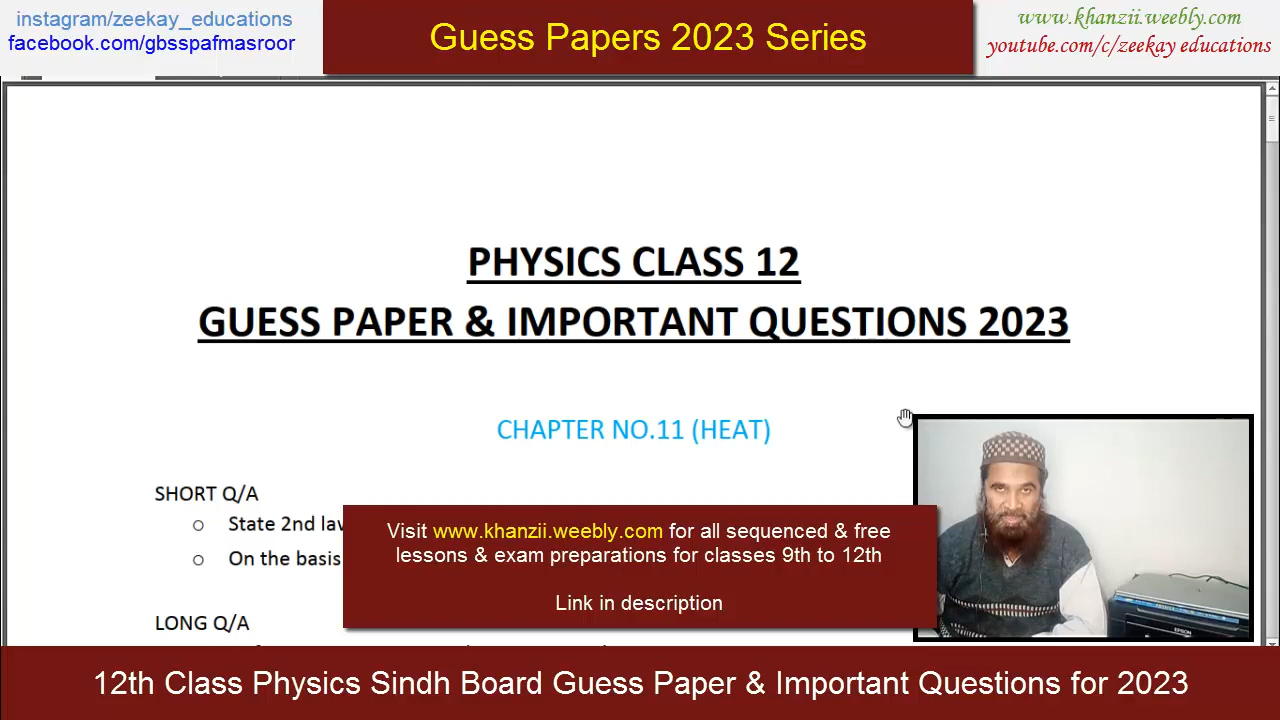 instagram/zeekay_educations
facebook.com/gbsspafmasroor
Guess Papers 2023 Series
www.khanzii.weebly.com
youtube.com/c/zeekay educations
PHYSICS CLASS 12
GUESS PAPER & IMPORTANT QUESTIONS 2023
CHAPTER NO.11 (HEAT)
SHORT Q/A
o State 2nd law
o On the basis
Visit www.khanzii.weebly.com for all sequenced & free
lessons & exam preparations for classes 9th to 12th
Link in description
LONG Q/A
EPSON
12th Class Physics Sindh Board Guess Paper & Important Questions for 2023